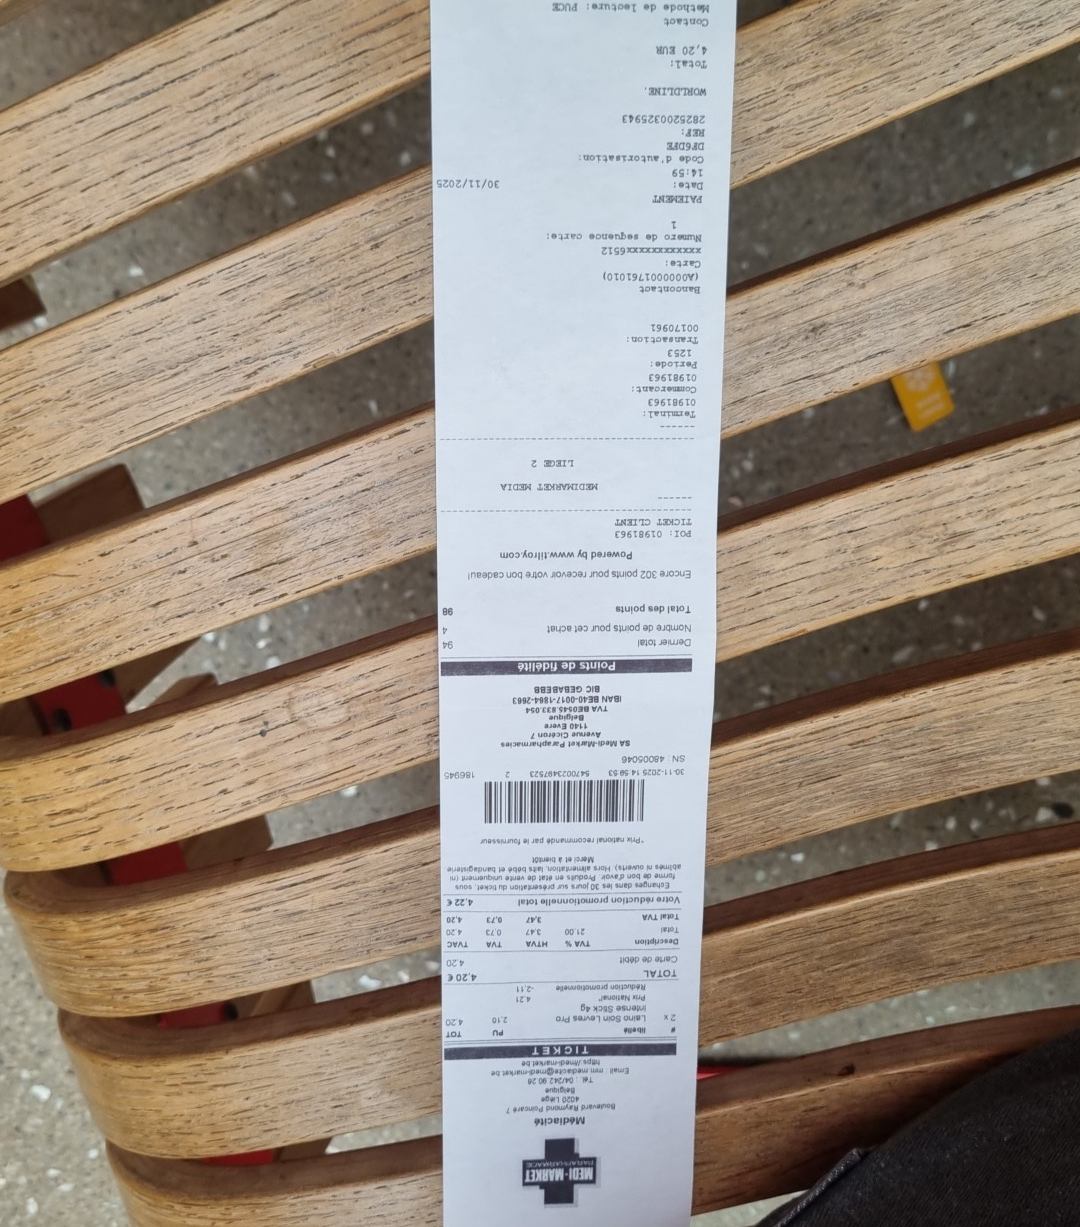 MEDI-MARKET
PARAPHARMACIE
Médiacité
Boulevard Raymond Poincaré 7
4020 Liège
Belgique
Tél : 04/242 90 26
Email : mm.mediacite@medi-market.be
https://medi-market.be
TICKET
# libellé PU TOT
2 x Laino Soin Levres Pro 2,10 4,20
intense Stick 4g
Prix National* 4,21
Réduction promotionnelle -2,11
TOTAL 4,20 €
Carte de débit 4,20
Description TVA % HTVA TVA TVAC
Total 21,00 3,47 0,73 4,20
Total TVA 3,47 0,73 4,20
Votre réduction promotionnelle total 4,22 €
Echanges dans les 30 jours sur présentation du ticket, sous
forme de bon d'avoir. Produits en état de vente uniquement (ni
abîmés ni ouverts). Hors alimentation, laits bébé et bandagisterie
Merci et à bientôt
*Prix national recommandé par le fournisseur
30-11-2025 14:59:53 5470023497523 2 186945
SN : 48005046
SA Medi-Market Parapharmacies
Avenue Cicéron 7
1140 Evere
Belgique
TVA BE0545.833.054
IBAN BE40-0017-1864-2663
BIC GEBABEBB
Points de fidélité
Dernier total 94
Nombre de points pour cet achat 4
Total des points 98
Encore 302 points pour recevoir votre bon cadeau!
Powered by www.tilroy.com
POI: 01981963
TICKET CLIENT
MEDIMARKET MEDIA
LIEGE 2
Terminal:
01981963
Commercant:
01981963
Periode:
1253
Transaction:
00170961
Bancontact
(A0000001761010)
Carte:
xxxxxxxxxxxxx6512
Numero de sequence carte:
1
PAIEMENT
Date: 30/11/2025
14:59
Code d'autorisation:
DF6DFE
REF:
2825200325943
WORLDLINE.
Total:
4,20 EUR
Contact
Méthode de lecture: PUCE